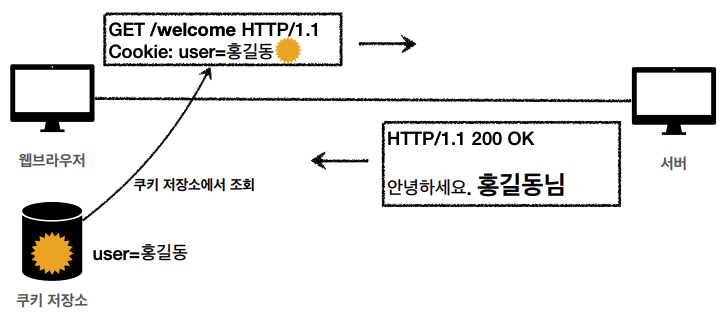 GET /welcome HTTP/1.1
Cookie: user=홍길동
웹브라우저
서버
HTTP/1.1 200 OK
안녕하세요. 홍길동님
쿠키 저장소에서 조회
user=홍길동
쿠키 저장소